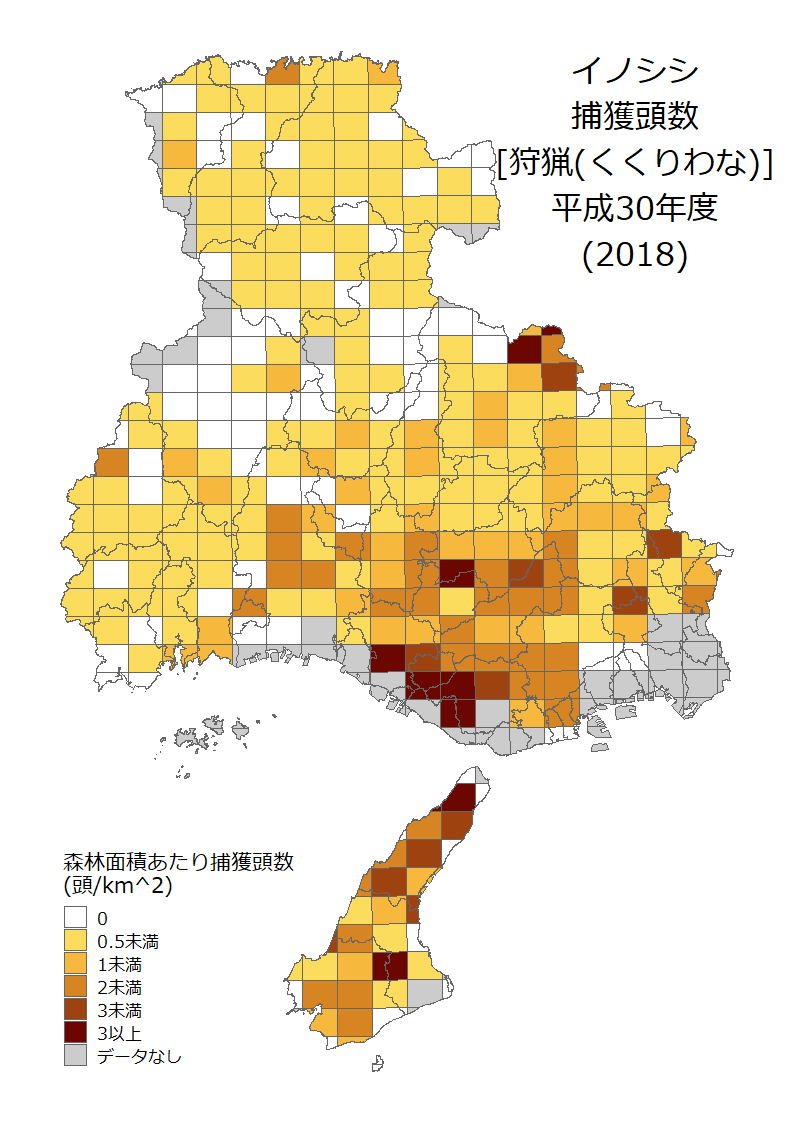 イノシシ
捕獲頭数
[狩猟(くくりわな)]
平成30年度
(2018)
森林面積あたり捕獲頭数
(頭/km^2)
0
0.5未満
1未満
2未満
3未満
3以上
データなし